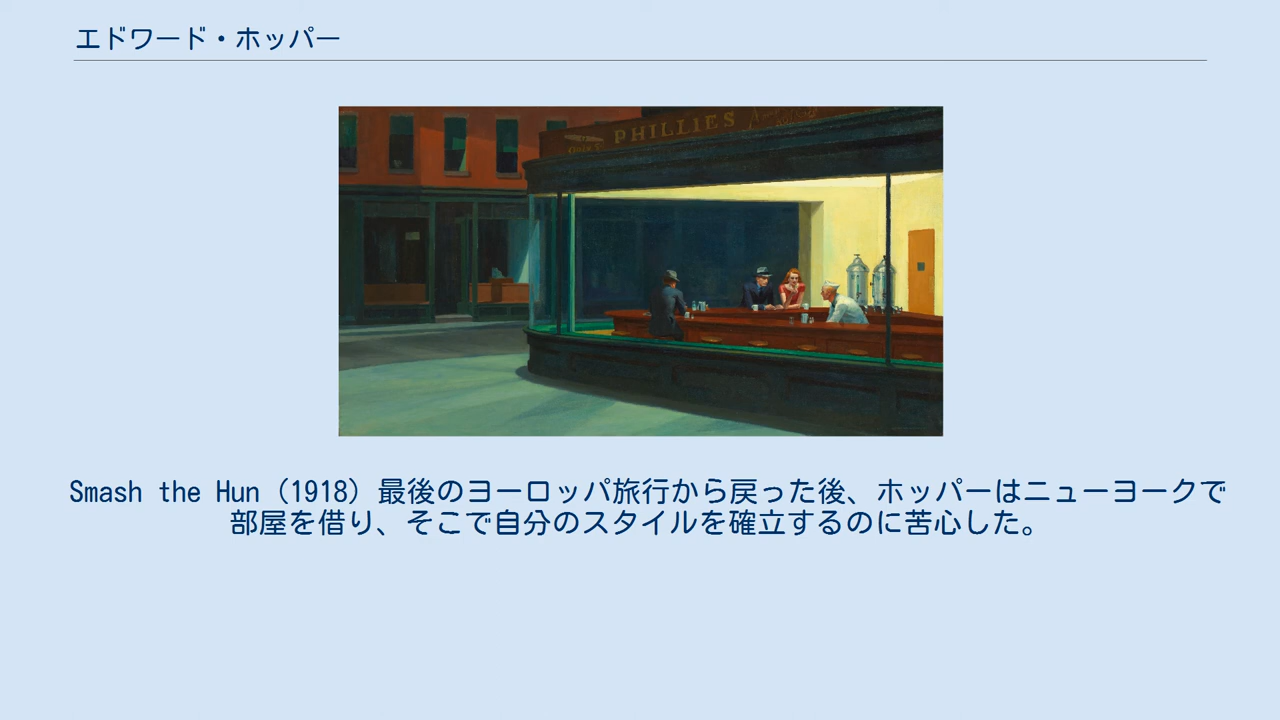 エドワード・ホッパー
PHILLIES
Smash the Hun (1918) 最後のヨーロッパ旅行から戻った後、ホッパーはニューヨークで
部屋を借り、そこで自分のスタイルを確立するのに苦心した。